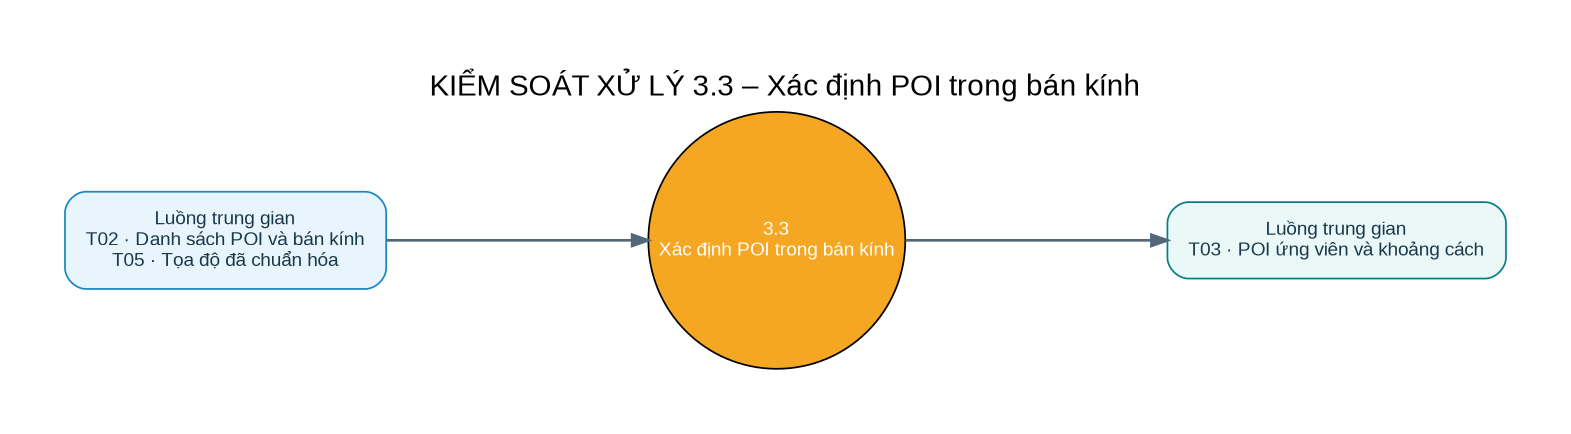 KIỂM SOÁT XỬ LÝ 3.3 – Xác định POI trong bán kính
Luồng trung gian
T02 · Danh sách POI và bán kính
T05 · Tọa độ đã chuẩn hóa
3.3
Xác định POI trong bán kính
Luồng trung gian
T03 · POI ứng viên và khoảng cách